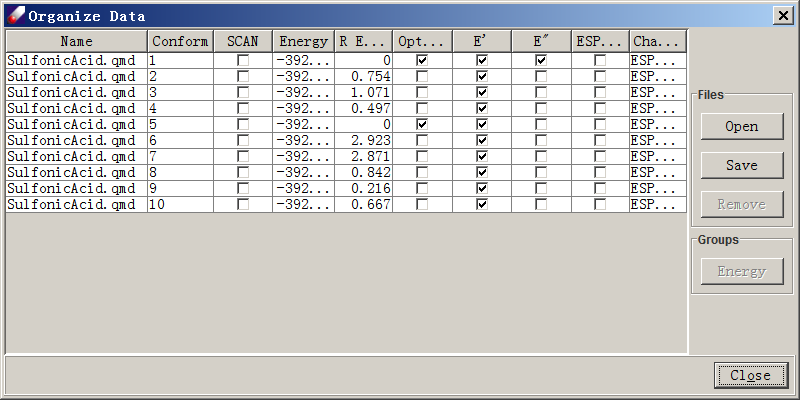 Organize Data
Name Conform SCAN Energy R E... Opt... E' E" ESP... Cha...
SulfonicAcid.qmd 1 -392... 0 ESP...
SulfonicAcid.qmd 2 -392... 0.754 ESP...
SulfonicAcid.qmd 3 -392... 1.071 ESP...
SulfonicAcid.qmd 4 -392... 0.497 ESP...
SulfonicAcid.qmd 5 -392... 0 ESP...
SulfonicAcid.qmd 6 -392... 2.923 ESP...
SulfonicAcid.qmd 7 -392... 2.871 ESP...
SulfonicAcid.qmd 8 -392... 0.842 ESP...
SulfonicAcid.qmd 9 -392... 0.216 ESP...
SulfonicAcid.qmd 10 -392... 0.667 ESP...
Files
Open
Save
Remove
Groups
Energy
Close